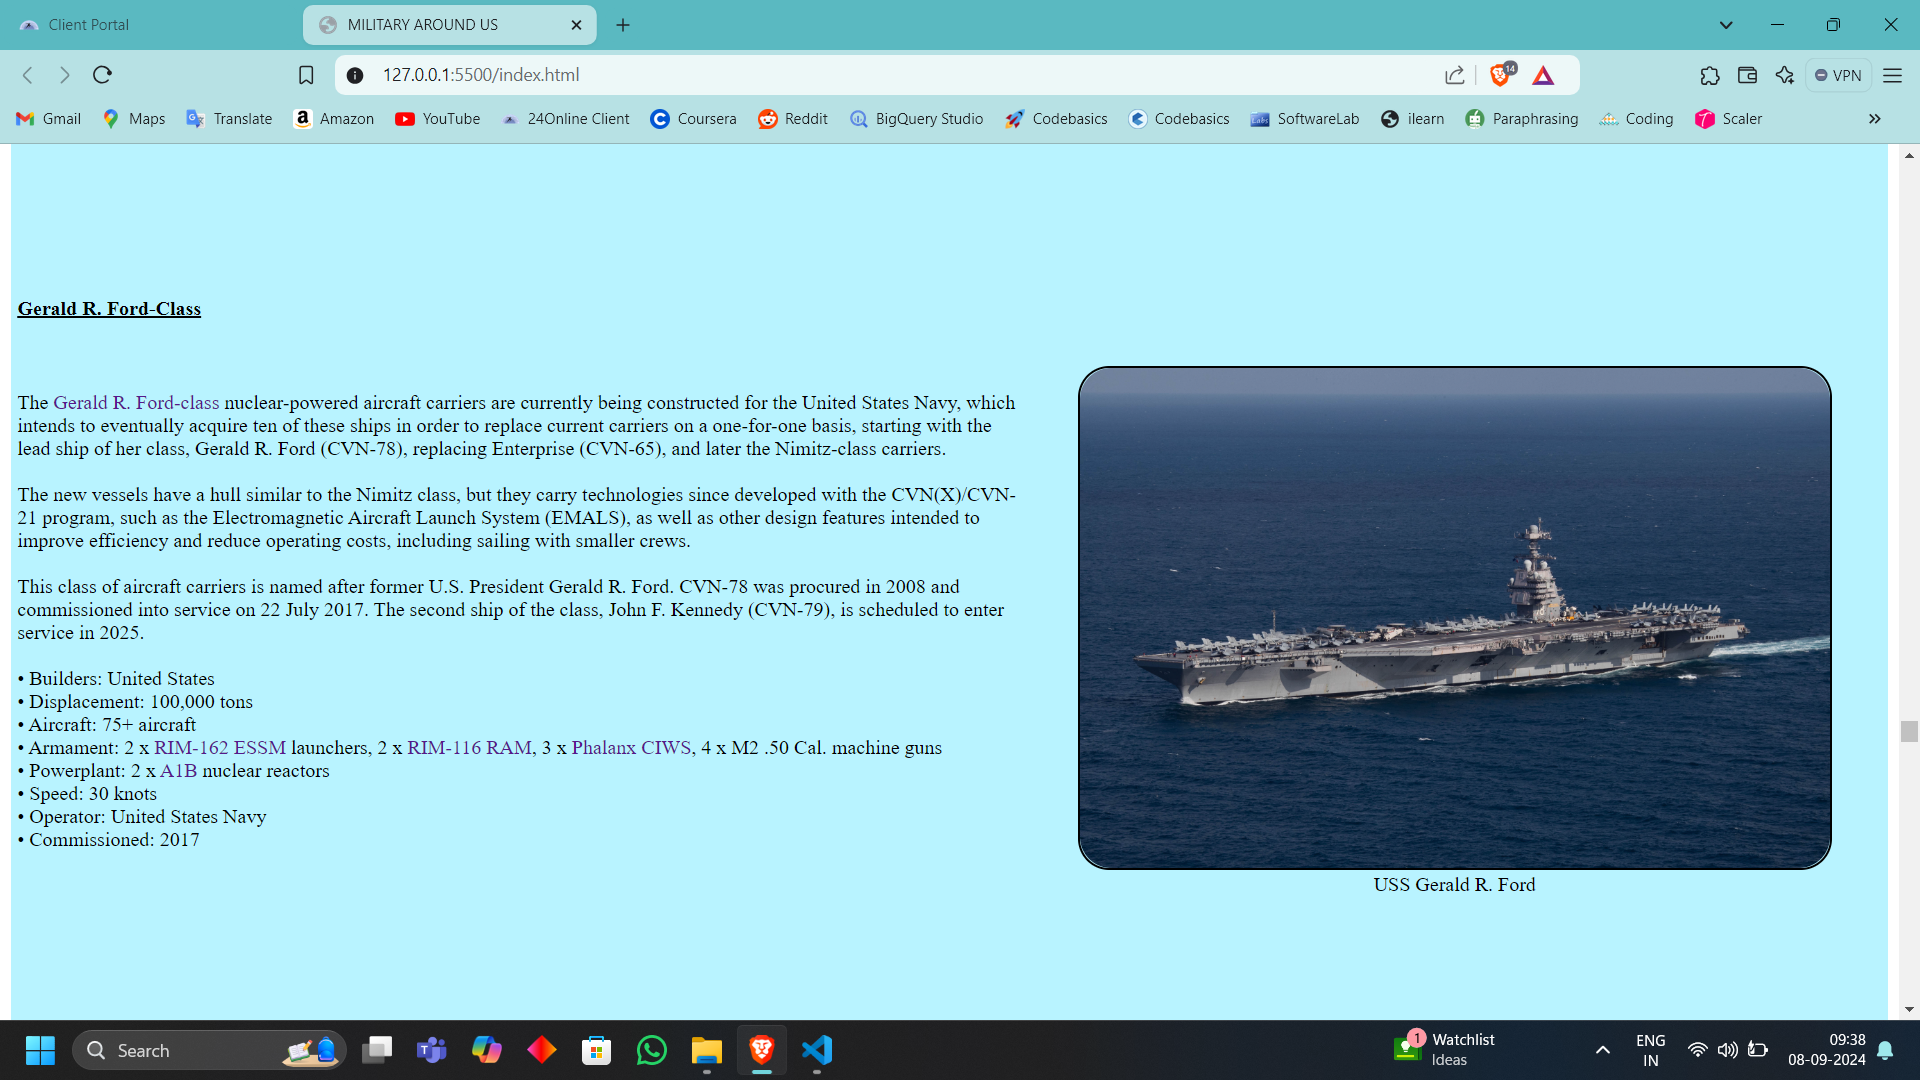 Client Portal
MILITARY AROUND US
127.0.0.1:5500/index.html
14
VPN
Gmail
Maps
Translate
Amazon
YouTube
24Online Client
Coursera
Reddit
BigQuery Studio
Codebasics
Codebasics
SoftwareLab
ilearn
Paraphrasing
Coding
Scaler
Gerald R. Ford-Class
The Gerald R. Ford-class nuclear-powered aircraft carriers are currently being constructed for the United States Navy, which
intends to eventually acquire ten of these ships in order to replace current carriers on a one-for-one basis, starting with the
lead ship of her class, Gerald R. Ford (CVN-78), replacing Enterprise (CVN-65), and later the Nimitz-class carriers.
The new vessels have a hull similar to the Nimitz class, but they carry technologies since developed with the CVN(X)/CVN-
21 program, such as the Electromagnetic Aircraft Launch System (EMALS), as well as other design features intended to
improve efficiency and reduce operating costs, including sailing with smaller crews.
This class of aircraft carriers is named after former U.S. President Gerald R. Ford. CVN-78 was procured in 2008 and
commissioned into service on 22 July 2017. The second ship of the class, John F. Kennedy (CVN-79), is scheduled to enter
service in 2025.
• Builders: United States
• Displacement: 100,000 tons
• Aircraft: 75+ aircraft
• Armament: 2 x RIM-162 ESSM launchers, 2 x RIM-116 RAM, 3 x Phalanx CIWS, 4 x M2 .50 Cal. machine guns
• Powerplant: 2 x A1B nuclear reactors
• Speed: 30 knots
• Operator: United States Navy
• Commissioned: 2017
USS Gerald R. Ford
Search
1
Watchlist
Ideas
ENG
IN
09:38
08-09-2024